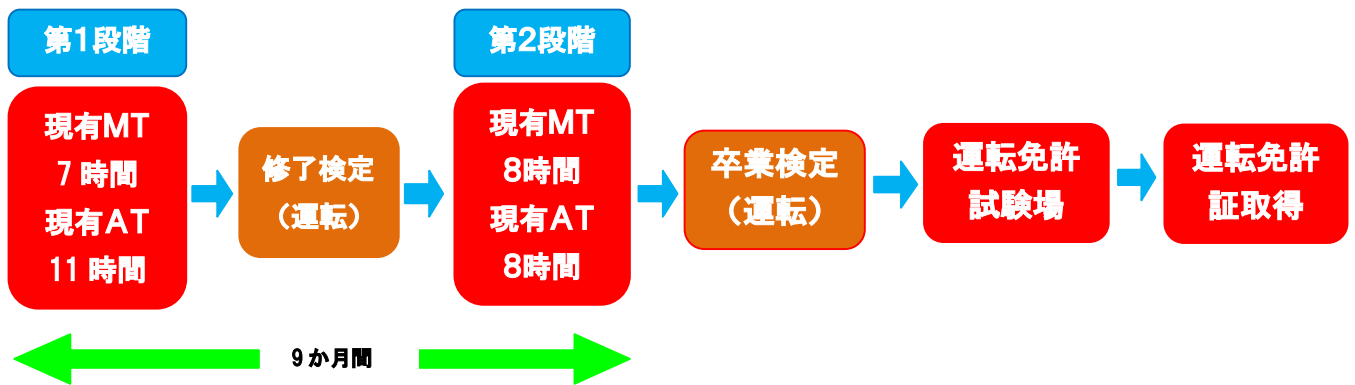 第1段階
現有MT
7時間
現有AT
11時間
修了検定
（運転）
第2段階
現有MT
8時間
現有AT
8時間
卒業検定
（運転）
運転免許
試験場
運転免許
証取得
9か月間